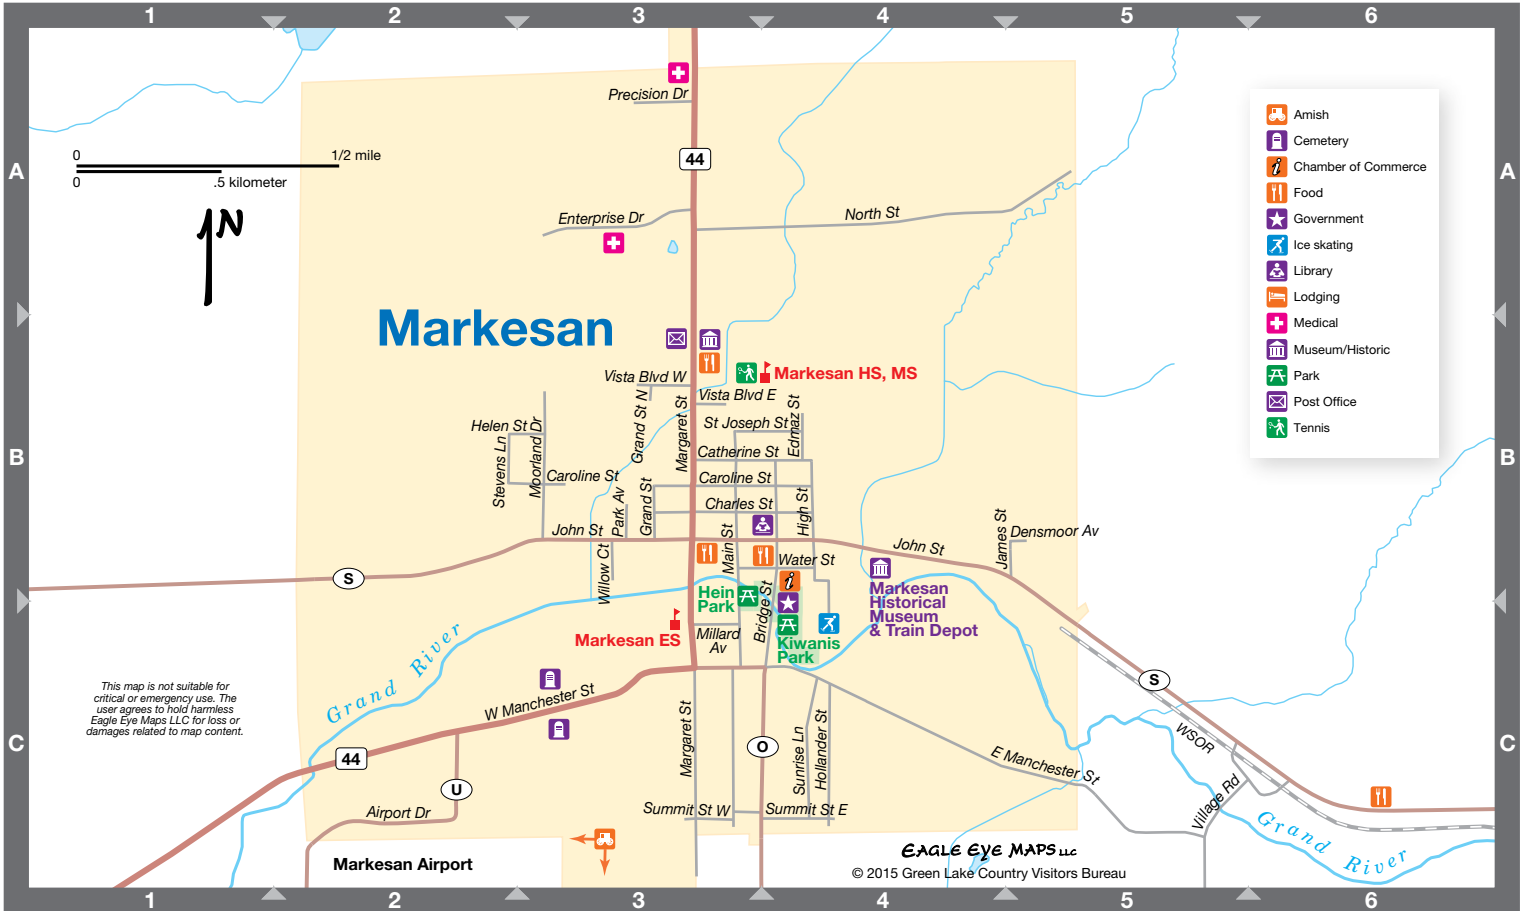 1 2 3 4 5 6
A A
B B
C C
Precision Dr
0 1/2 mile
0 .5 kilometer
N
44
Enterprise Dr
North St
Markesan
Amish
Cemetery
Chamber of Commerce
Food
Government
Ice skating
Library
Lodging
Medical
Museum/Historic
Park
Post Office
Tennis
Markesan HS, MS
Vista Blvd W
Vista Blvd E
Grand St N
Margaret St
Edmaz St
St Joseph St
Helen St
Stevens Ln
Moorland Dr
Catherine St
Caroline St
Caroline St
Park Av
Grand St
Charles St
High St
John St
Main St
John St
James St
Densmoor Av
Water St
S
Willow Ct
Hein
Park
Bridge St
Markesan
Historical
Museum
& Train Depot
Markesan ES
Millard
Av
Kiwanis
Park
Grand River
This map is not suitable for
critical or emergency use. The
user agrees to hold harmless
Eagle Eye Maps LLC for loss or
damages related to map content.
W Manchester St
S
WSOR
44
Margaret St
O
Sunrise Ln
Hollander St
E Manchester St
U
Village Rd
Airport Dr
Summit St W
Summit St E
Grand River
Markesan Airport
EAGLE EYE MAPS LLC
© 2015 Green Lake Country Visitors Bureau
1 2 3 4 5 6